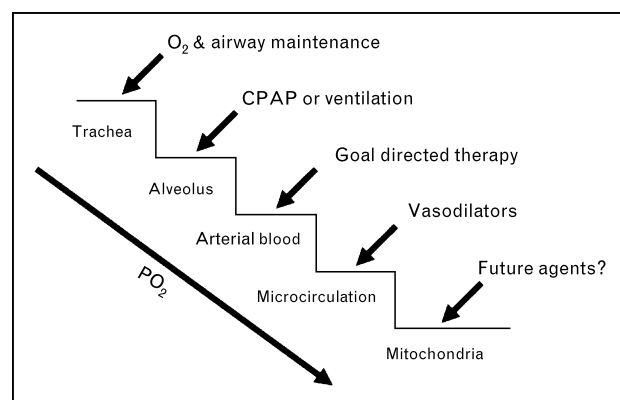 O₂ & airway maintenance
CPAP or ventilation
Trachea
Goal directed therapy
Alveolus
Vasodilators
Arterial blood
Future agents?
PO₂
Microcirculation
Mitochondria